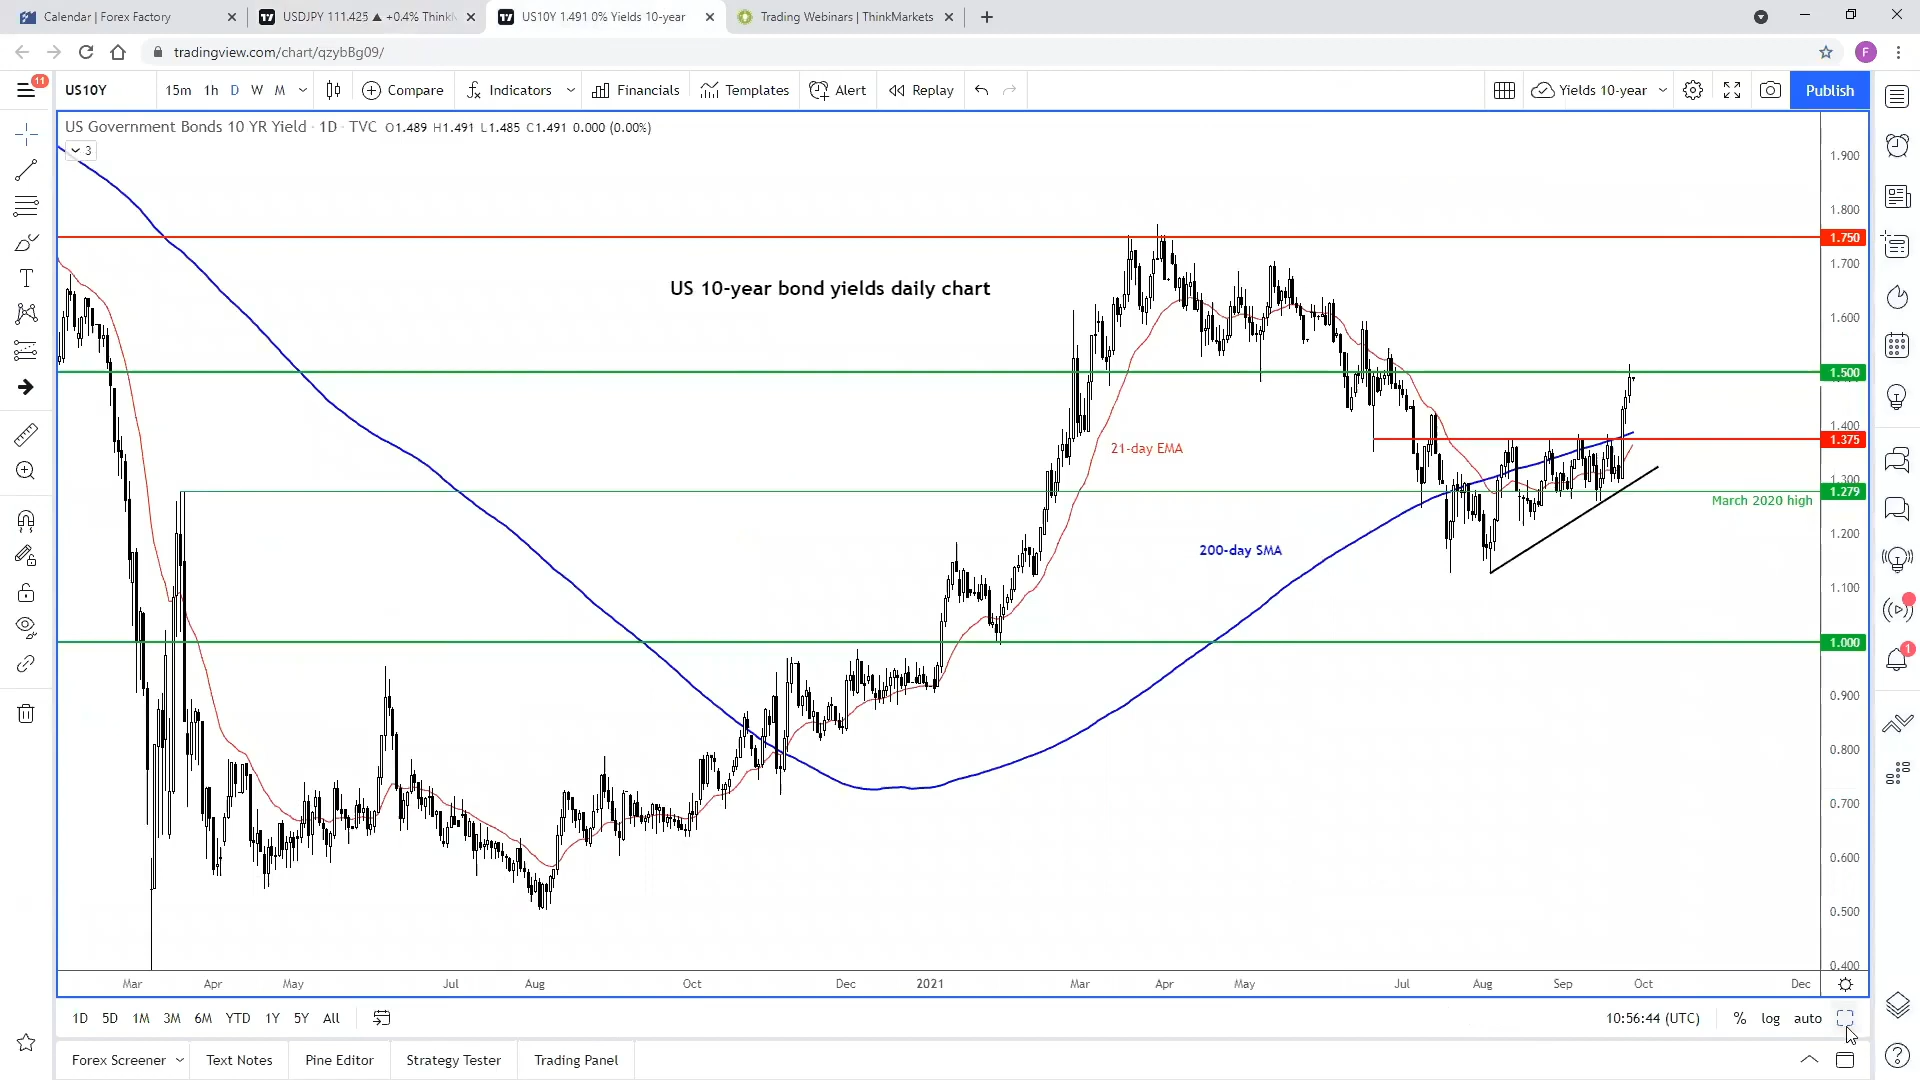 Calendar | Forex Factory
USDJPY 111.425 ▲ +0.4% Think
US10Y 1.491 0% Yields 10-year
Trading Webinars | ThinkMarkets
tradingview.com/chart/qzybBg09/
F
11
US10Y
15m 1h D W M
Compare
Indicators
Financials
Templates
Alert
Replay
Yields 10-year
Publish
US Government Bonds 10 YR Yield · 1D · TVC O1.489 H1.491 L1.485 C1.491 0.000 (0.00%)
3
1.900
1.800
1.750
US 10-year bond yields daily chart
1.700
1.600
1.500
1.400
1.375
21-day EMA
1.300
1.279
March 2020 high
1.200
200-day SMA
1.100
1.000
1
0.900
0.800
0.700
0.600
0.500
0.400
Mar Apr May Jul Aug Oct Dec 2021 Mar Apr May Jul Aug Sep Oct Dec
1D 5D 1M 3M 6M YTD 1Y 5Y All
10:56:44 (UTC)
% log auto
Forex Screener
Text Notes
Pine Editor
Strategy Tester
Trading Panel